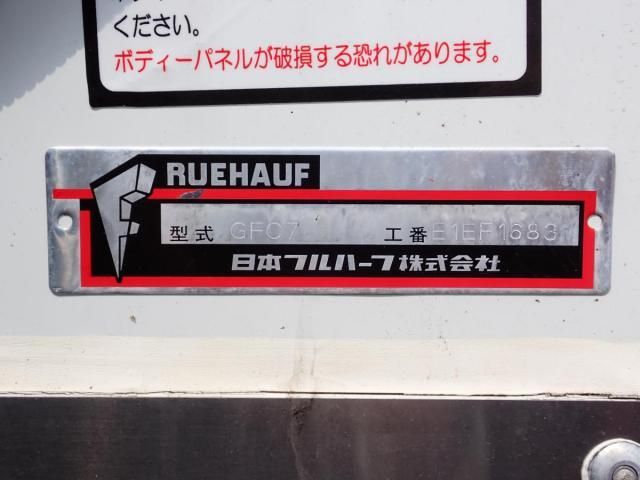 ください。
ボディーパネルが破損する恐れがあります。
FRUEHAUF
型式 GFC7 工番 E1EF1683
日本フルハーフ株式会社